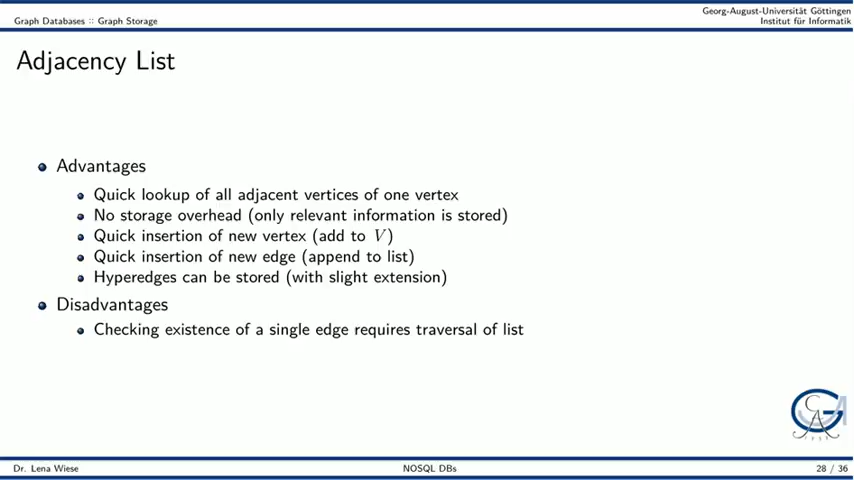 Georg-August-Universität Göttingen
Graph Databases :: Graph Storage
Institut für Informatik
Adjacency List
Advantages
Quick lookup of all adjacent vertices of one vertex
No storage overhead (only relevant information is stored)
Quick insertion of new vertex (add to V)
Quick insertion of new edge (append to list)
Hyperedges can be stored (with slight extension)
Disadvantages
Checking existence of a single edge requires traversal of list
Dr. Lena Wiese
NOSQL DBs
28 / 36